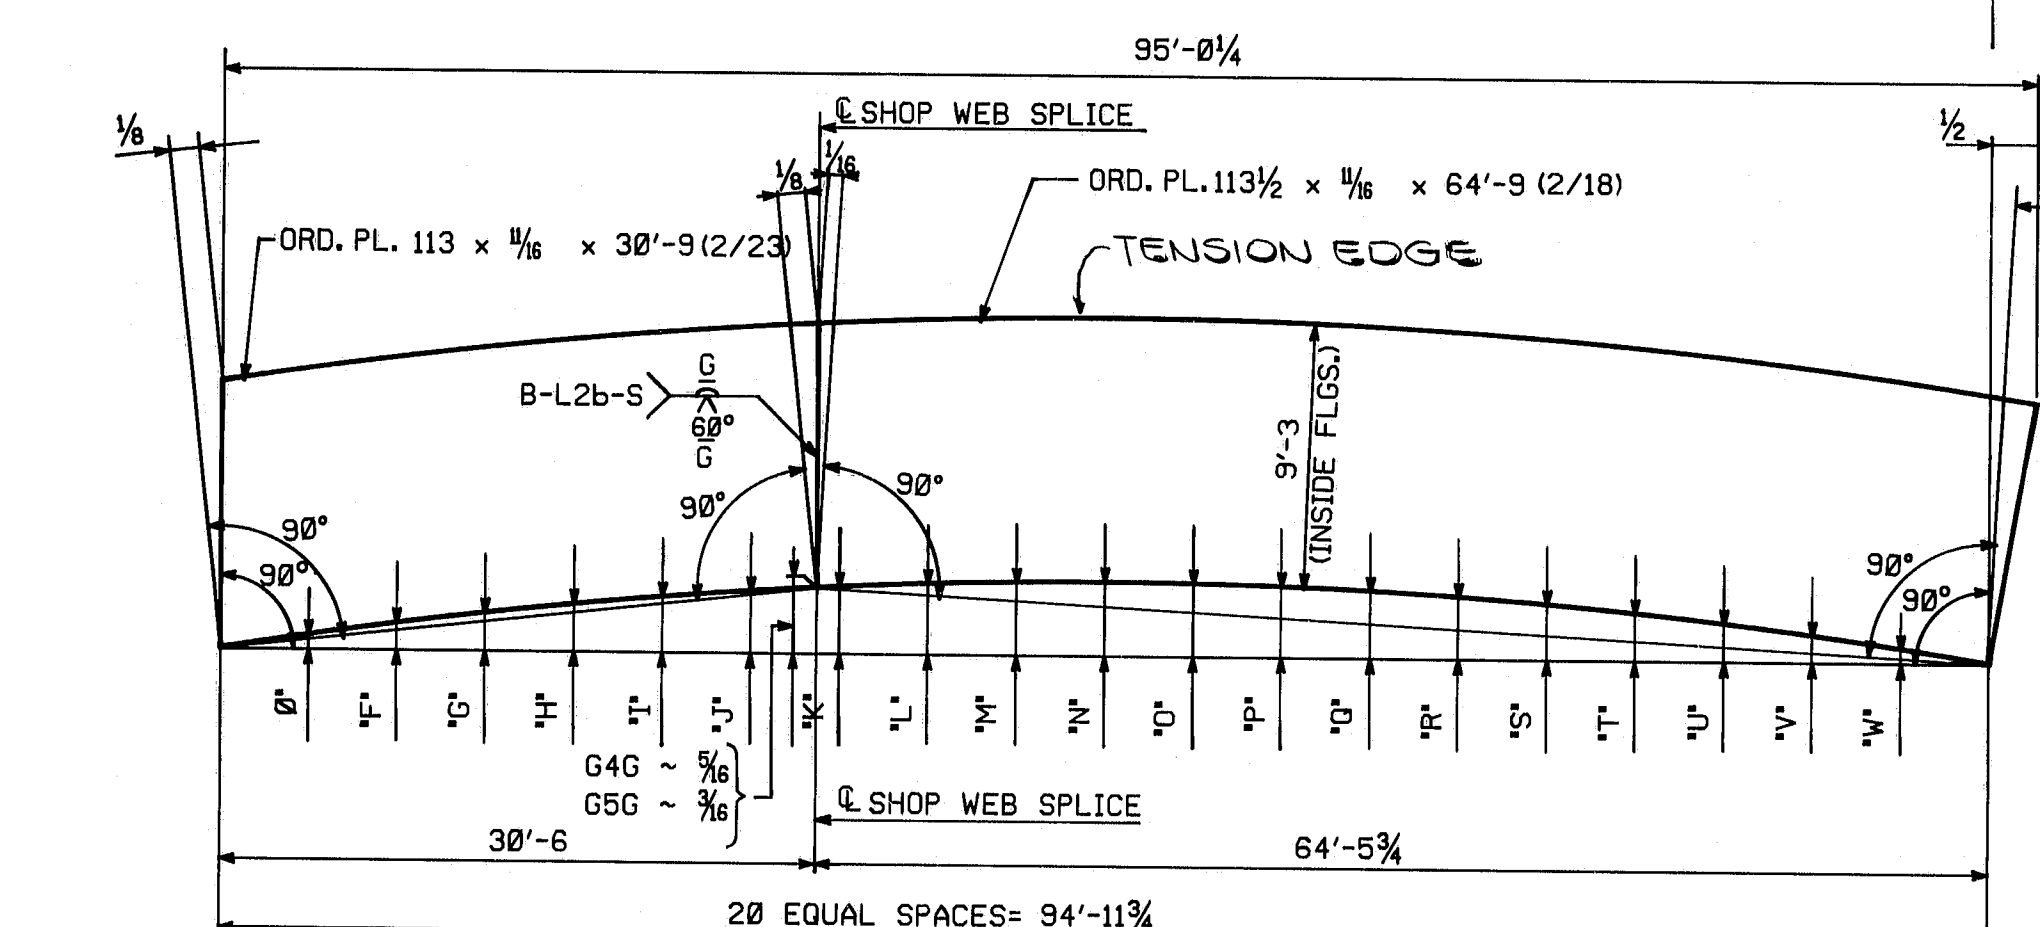 95'-0¼
℄ SHOP WEB SPLICE
⅛
½
⅛
1/16
ORD. PL. 113½ x 11/16 x 64'-9 (2/18)
ORD. PL. 113 x 11/16 x 30'-9 (2/23)
TENSION EDGE
B-L2b-S
G
60°
G
9'-3
(INSIDE FLGS.)
90°
90°
90°
90°
90°
90°
0"
"F"
"G"
"H"
"I"
"J"
"K"
"L"
"M"
"N"
"O"
"P"
"Q"
"R"
"S"
"T"
"U"
"V"
"W"
G4G ~ 5/16
G5G ~ 3/16
℄ SHOP WEB SPLICE
30'-6
64'-5¾
20 EQUAL SPACES= 94'-11¾